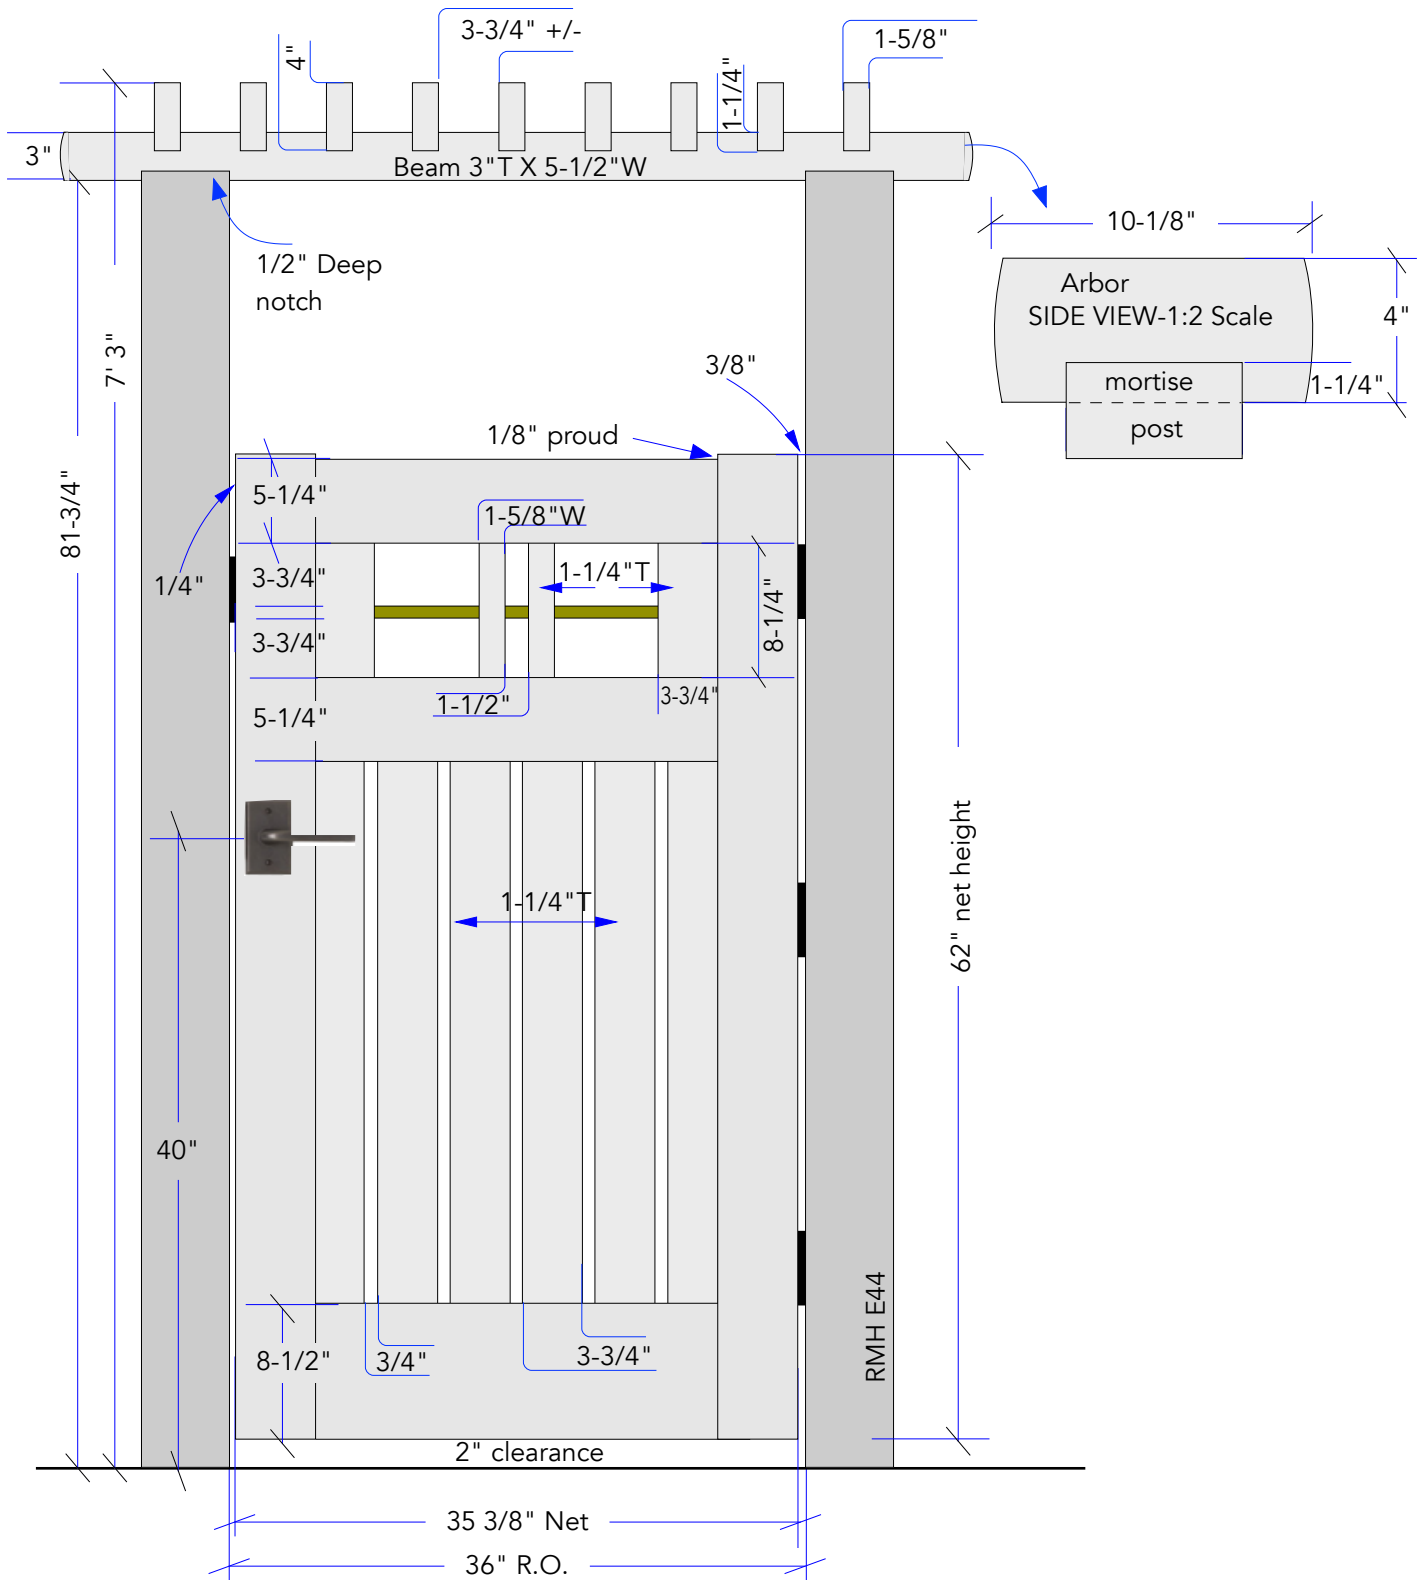 3-3/4" +/-
1-5/8"
4"
1-1/4"
3"
Beam 3"T X 5-1/2"W
10-1/8"
1/2" Deep
notch
Arbor
SIDE VIEW-1:2 Scale
4"
mortise
1-1/4"
post
7' 3"
81-3/4"
3/8"
1/8" proud
5-1/4"
1-5/8"W
1/4"
3-3/4"
1-1/4"T
8-1/4"
3-3/4"
1-1/2"
3-3/4"
5-1/4"
1-1/4"T
62" net height
40"
RMH E44
8-1/2"
3/4"
3-3/4"
2" clearance
35 3/8" Net
36" R.O.